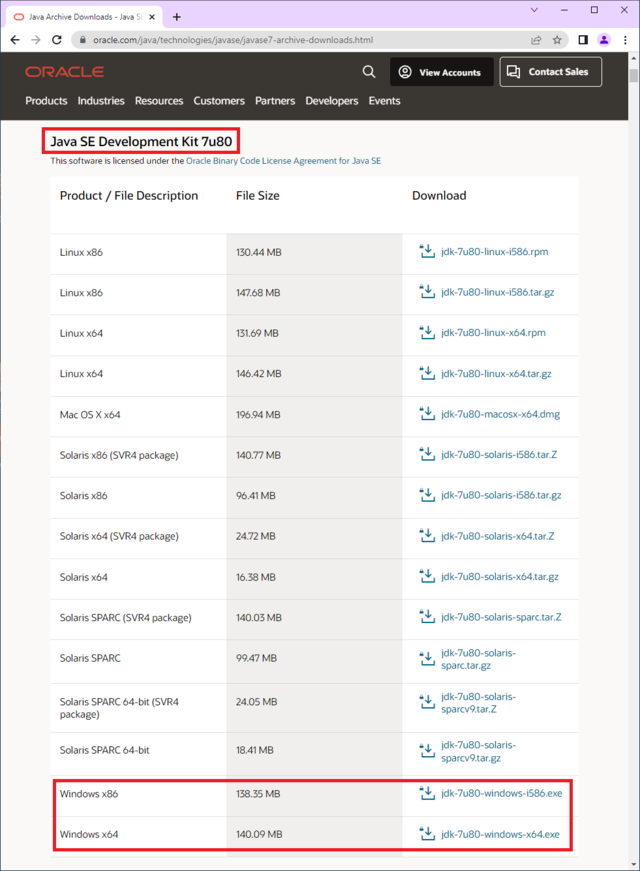 Java Archive Downloads - Java SE
oracle.com/java/technologies/javase/javase7-archive-downloads.html
ORACLE
View Accounts
Contact Sales
Products Industries Resources Customers Partners Developers Events
Java SE Development Kit 7u80
This software is licensed under the Oracle Binary Code License Agreement for Java SE
Product / File Description File Size Download
Linux x86 130.44 MB jdk-7u80-linux-i586.rpm
Linux x86 147.68 MB jdk-7u80-linux-i586.tar.gz
Linux x64 131.69 MB jdk-7u80-linux-x64.rpm
Linux x64 146.42 MB jdk-7u80-linux-x64.tar.gz
Mac OS X x64 196.94 MB jdk-7u80-macosx-x64.dmg
Solaris x86 (SVR4 package) 140.77 MB jdk-7u80-solaris-i586.tar.Z
Solaris x86 96.41 MB jdk-7u80-solaris-i586.tar.gz
Solaris x64 (SVR4 package) 24.72 MB jdk-7u80-solaris-x64.tar.Z
Solaris x64 16.38 MB jdk-7u80-solaris-x64.tar.gz
Solaris SPARC (SVR4 package) 140.03 MB jdk-7u80-solaris-sparc.tar.Z
Solaris SPARC 99.47 MB jdk-7u80-solaris-
sparc.tar.gz
Solaris SPARC 64-bit (SVR4 24.05 MB jdk-7u80-solaris-
package) sparcv9.tar.Z
Solaris SPARC 64-bit 18.41 MB jdk-7u80-solaris-
sparcv9.tar.gz
Windows x86 138.35 MB jdk-7u80-windows-i586.exe
Windows x64 140.09 MB jdk-7u80-windows-x64.exe